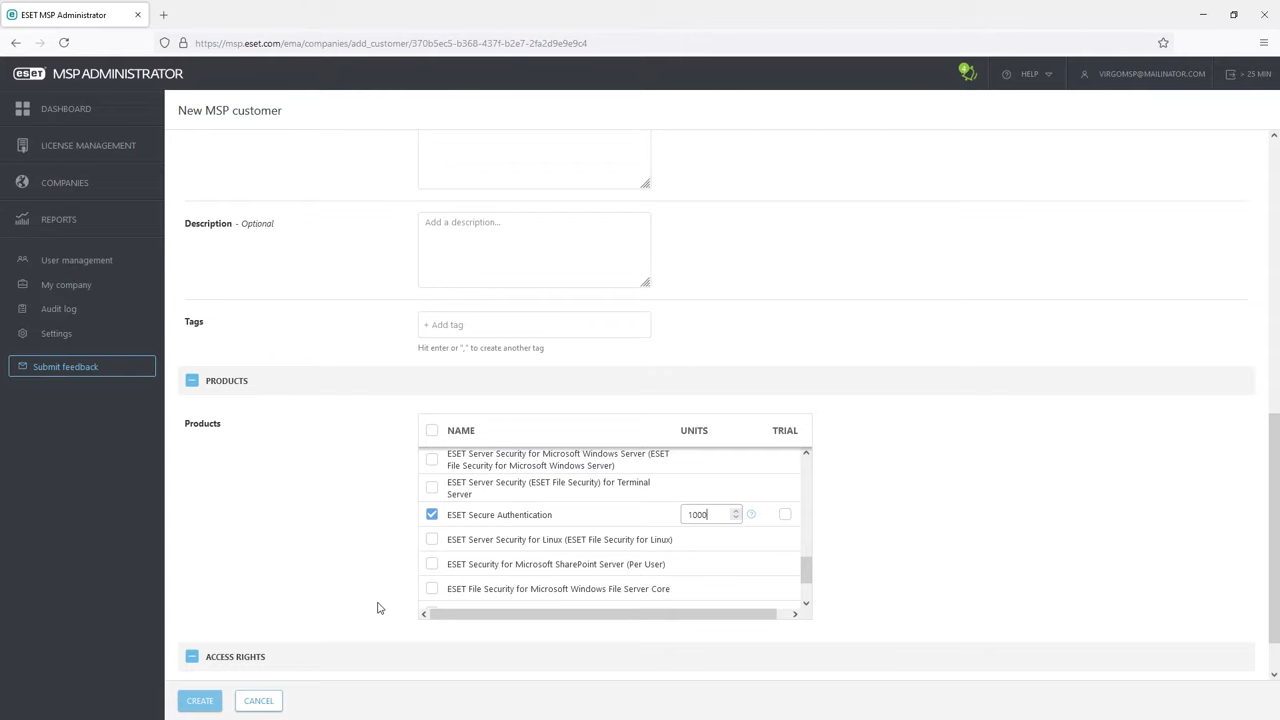 ESET MSP Administrator
https://msp.eset.com/ema/companies/add_customer/370b5ec5-b368-437f-b2e7-2fa2d9e9e9c4
eset MSP ADMINISTRATOR
4
HELP
VIRGOMSP@MAILINATOR.COM
> 25 MIN
DASHBOARD
LICENSE MANAGEMENT
COMPANIES
REPORTS
User management
My company
Audit log
Settings
Submit feedback
New MSP customer
Description - Optional
Add a description...
Tags
+ Add tag
Hit enter or "," to create another tag
PRODUCTS
Products
NAME UNITS TRIAL
ESET Server Security for Microsoft Windows Server (ESET
File Security for Microsoft Windows Server)
ESET Server Security (ESET File Security) for Terminal
Server
ESET Secure Authentication 1000
ESET Server Security for Linux (ESET File Security for Linux)
ESET Security for Microsoft SharePoint Server (Per User)
ESET File Security for Microsoft Windows File Server Core
ACCESS RIGHTS
CREATE CANCEL